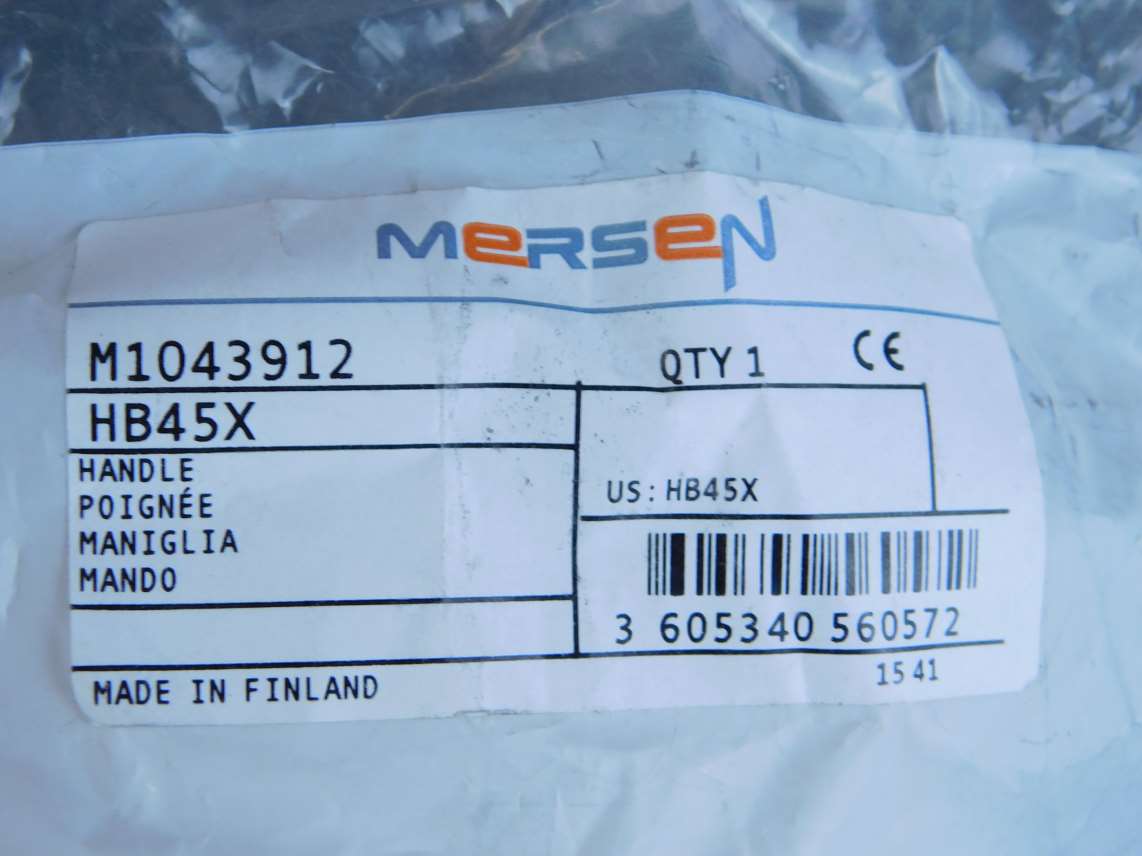 MERSEN
M1043912
QTY 1
CE
HB45X
HANDLE
POIGNÉE
MANIGLIA
MANDO
US: HB45X
3 605340 560572
MADE IN FINLAND
15 41